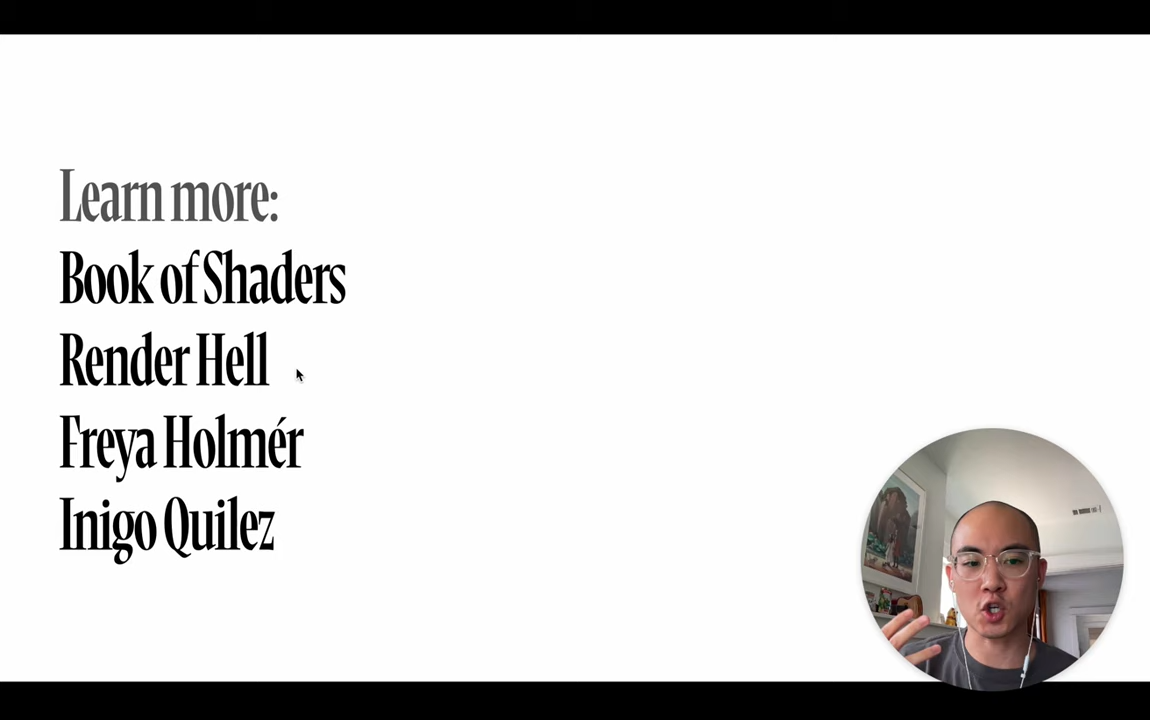 Learn more:
Book of Shaders
Render Hell
Freya Holmér
Inigo Quilez